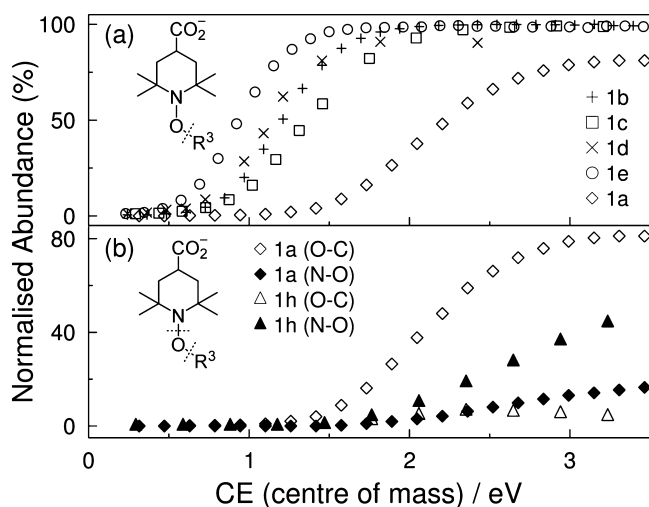 Normalised Abundance (%)
100
50
0
(a)
CO₂⁻
N
O
R³
1b
1c
1d
1e
1a
80
40
0
(b)
CO₂⁻
N
O
R³
1a (O-C)
1a (N-O)
1h (O-C)
1h (N-O)
0 1 2 3
CE (centre of mass) / eV